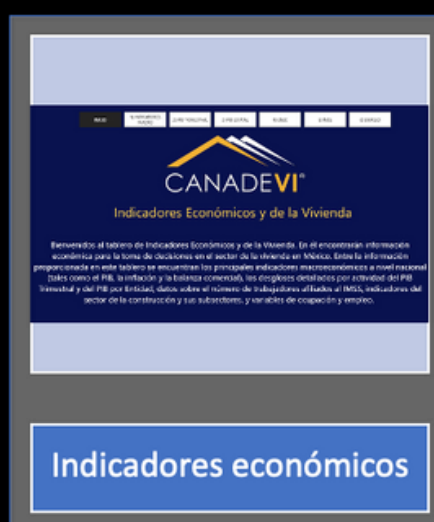 INICIO
CANADEVI®
Indicadores Económicos y de la Vivienda
Bienvenidos al tablero de Indicadores Económicos y de la Vivienda. En él encontrarán información
económica para la toma de decisiones en el sector de la vivienda en México. Entre la información
proporcionada en este tablero se encuentran los principales indicadores macroeconómicos a nivel nacional
(tales como el PIB, la inflación y la balanza comercial), los desgloses detallados por actividad del PIB
Trimestral y del PIB por Entidad, datos sobre el número de trabajadores afiliados al IMSS, indicadores del
sector de la construcción y sus subsectores, y variables de ocupación y empleo.
Indicadores económicos